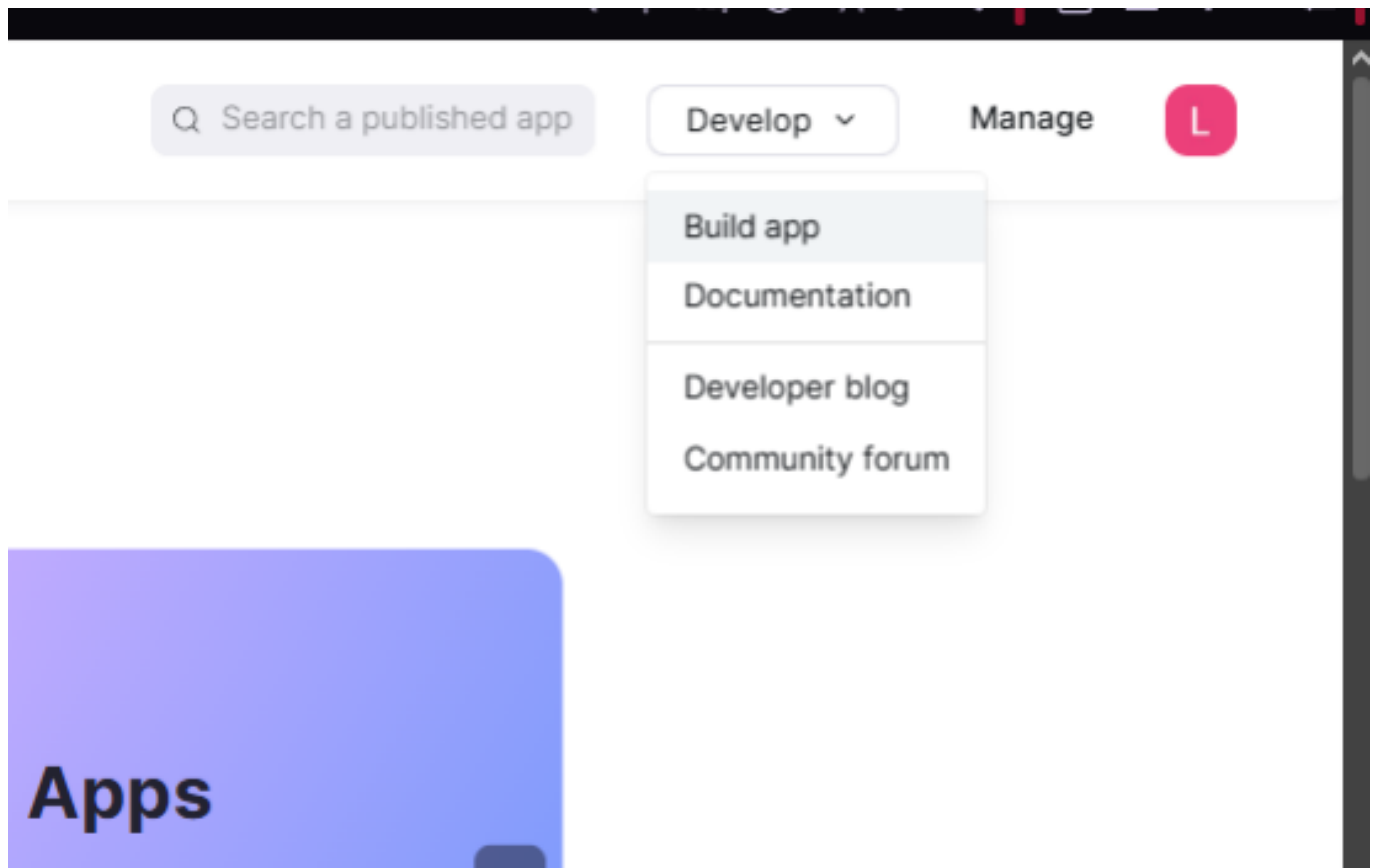 Search a published app
Develop
Manage
L
Build app
Documentation
Developer blog
Community forum
Apps